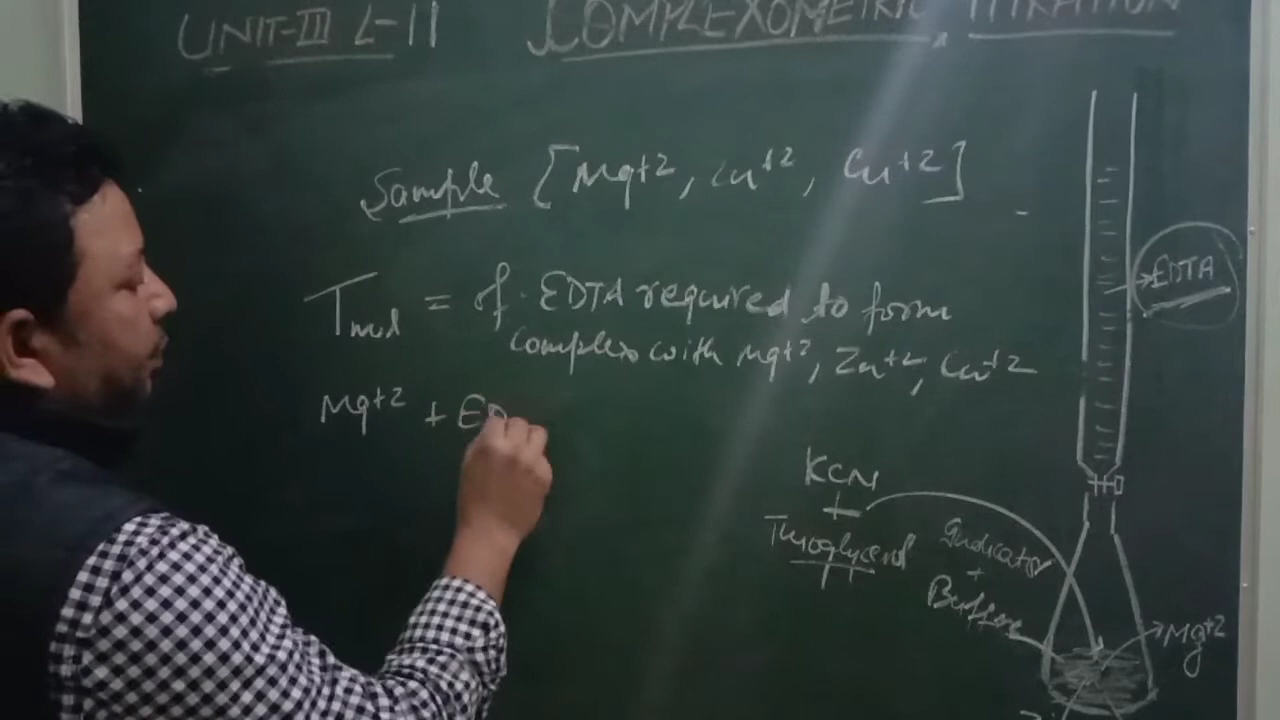 UNIT-III L-11
COMPLEXOMETRIC TITRATION
Sample [Mg+2, Zn+2, Cu+2]
Tml = of EDTA required to form
complex with Mg+2, Zn+2, Cu+2
Mg+2 + ED
EDTA
KCN
+
Thioglycerol
Indicator
+
Buffer
Mg+2